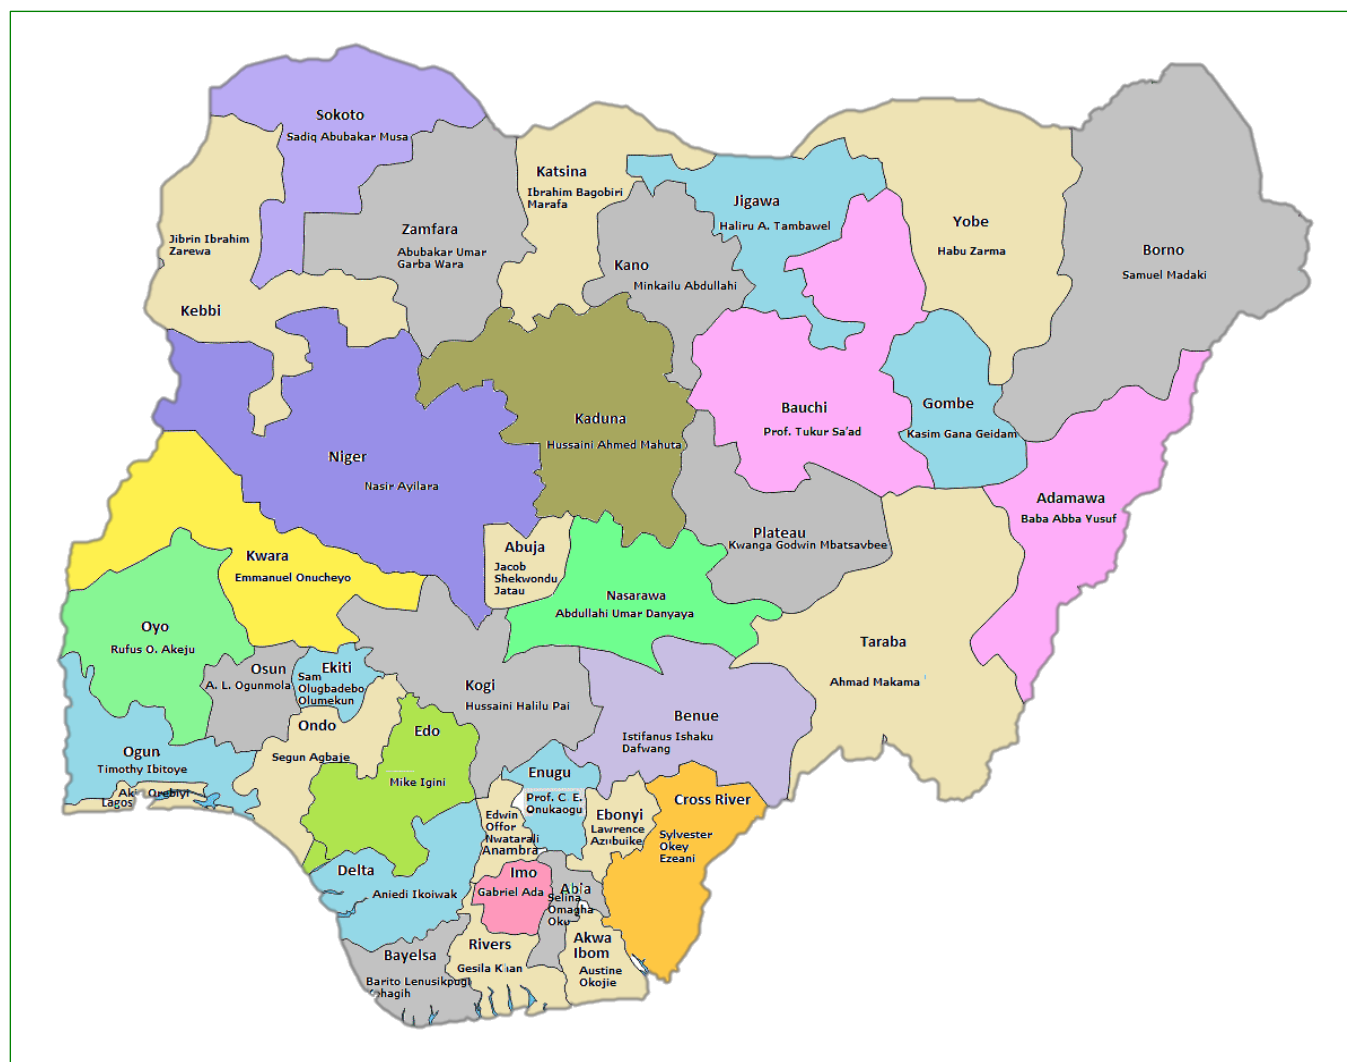 Sokoto
Sadiq Abubakar Musa
Katsina
Ibrahim Bagobiri
Marafa
Zamfara
Abubakar Umar
Garba Wara
Jigawa
Haliru A. Tambawel
Yobe
Habu Zarma
Borno
Samuel Madaki
Jibrin Ibrahim
Zarewa
Kebbi
Kano
Minkailu Abdullahi
Kaduna
Hussaini Ahmed Mahuta
Bauchi
Prof. Tukur Sa'ad
Gombe
Kasim Gana Geidam
Niger
Nasir Ayilara
Adamawa
Baba Abba Yusuf
Plateau
Kwanga Godwin Mbatsavbee
Kwara
Emmanuel Onucheyo
Abuja
Jacob
Shekwondu
Jatau
Nasarawa
Abdullahi Umar Danyaya
Oyo
Rufus O. Akeju
Taraba
Ahmad Makama
Osun
A. L. Ogunmola
Ekiti
Sam
Olugbadebo
Olumekun
Kogi
Hussaini Halilu Pai
Benue
Istifanus Ishaku
Dafwang
Ondo
Segun Agbaje
Edo
Mike Igini
Ogun
Timothy Ibitoye
Orebiyi
Lagos
Enugu
Prof. C. E.
Onukaogu
Cross River
Sylvester
Okey
Ezeani
Edwin
Offor
Nwatarali
Anambra
Ebonyi
Lawrence
Azubuike
Delta
Aniedi Ikoiwak
Imo
Gabriel Ada
Abia
Selina
Omagha
Oko
Bayelsa
Barito Lenusikpugi
Rivers
Gesila Khan
Akwa
Ibom
Austine
Okojie